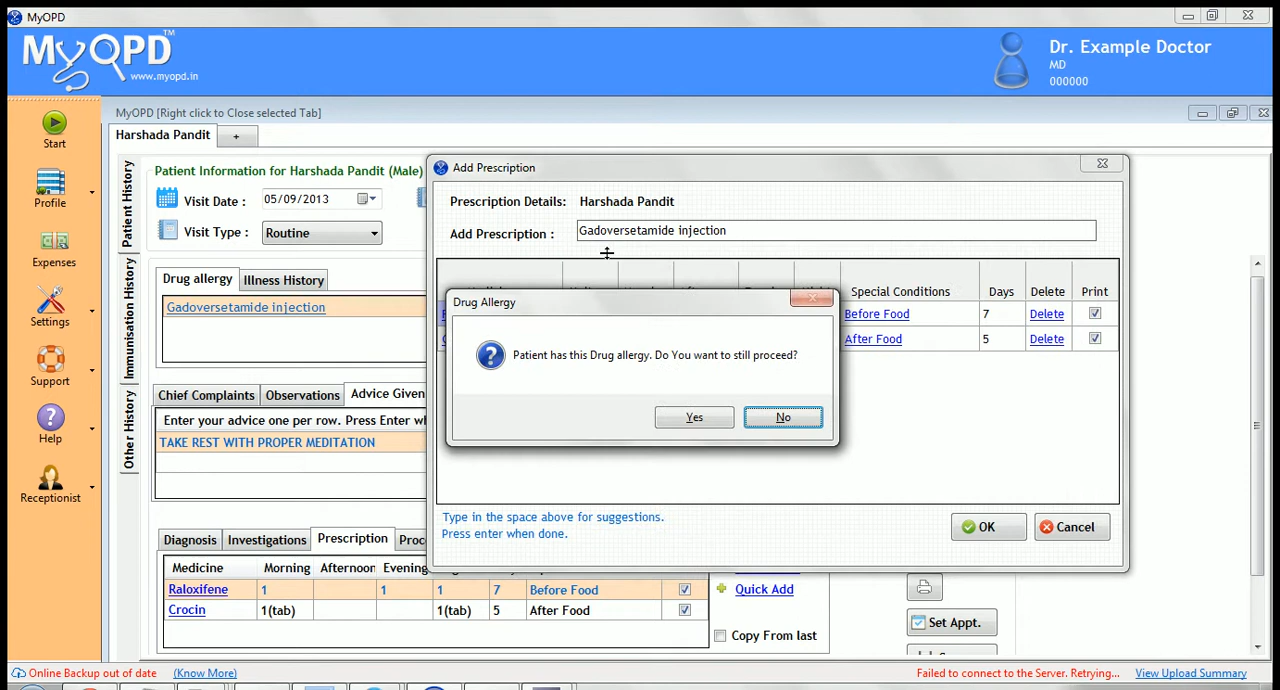 MyOPD
MyOPD™
www.myopd.in
Dr. Example Doctor
MD
000000
Start
Profile
Expenses
Settings
Support
Help
Receptionist
MyOPD [Right click to Close selected Tab]
Harshada Pandit
+
Patient History
Immunisation History
Other History
Patient Information for Harshada Pandit (Male)
Visit Date : 05/09/2013
Visit Type : Routine
Drug allergy Illness History
Gadoversetamide injection
Chief Complaints Observations Advice Given
Enter your advice one per row. Press Enter
TAKE REST WITH PROPER MEDITATION
Diagnosis Investigations Prescription
Medicine Morning Afternoon Evening
Raloxifene 1 1 1 7 Before Food
Crocin 1(tab) 1(tab) 5 After Food
Quick Add
Copy From last
Set Appt.
Add Prescription
Prescription Details: Harshada Pandit
Add Prescription : Gadoversetamide injection
Special Conditions Days Delete Print
Before Food 7 Delete
After Food 5 Delete
Type in the space above for suggestions.
Press enter when done.
OK Cancel
Drug Allergy
Patient has this Drug allergy. Do You want to still proceed?
Yes No
Online Backup out of date (Know More)
Failed to connect to the Server. Retrying... View Upload Summary